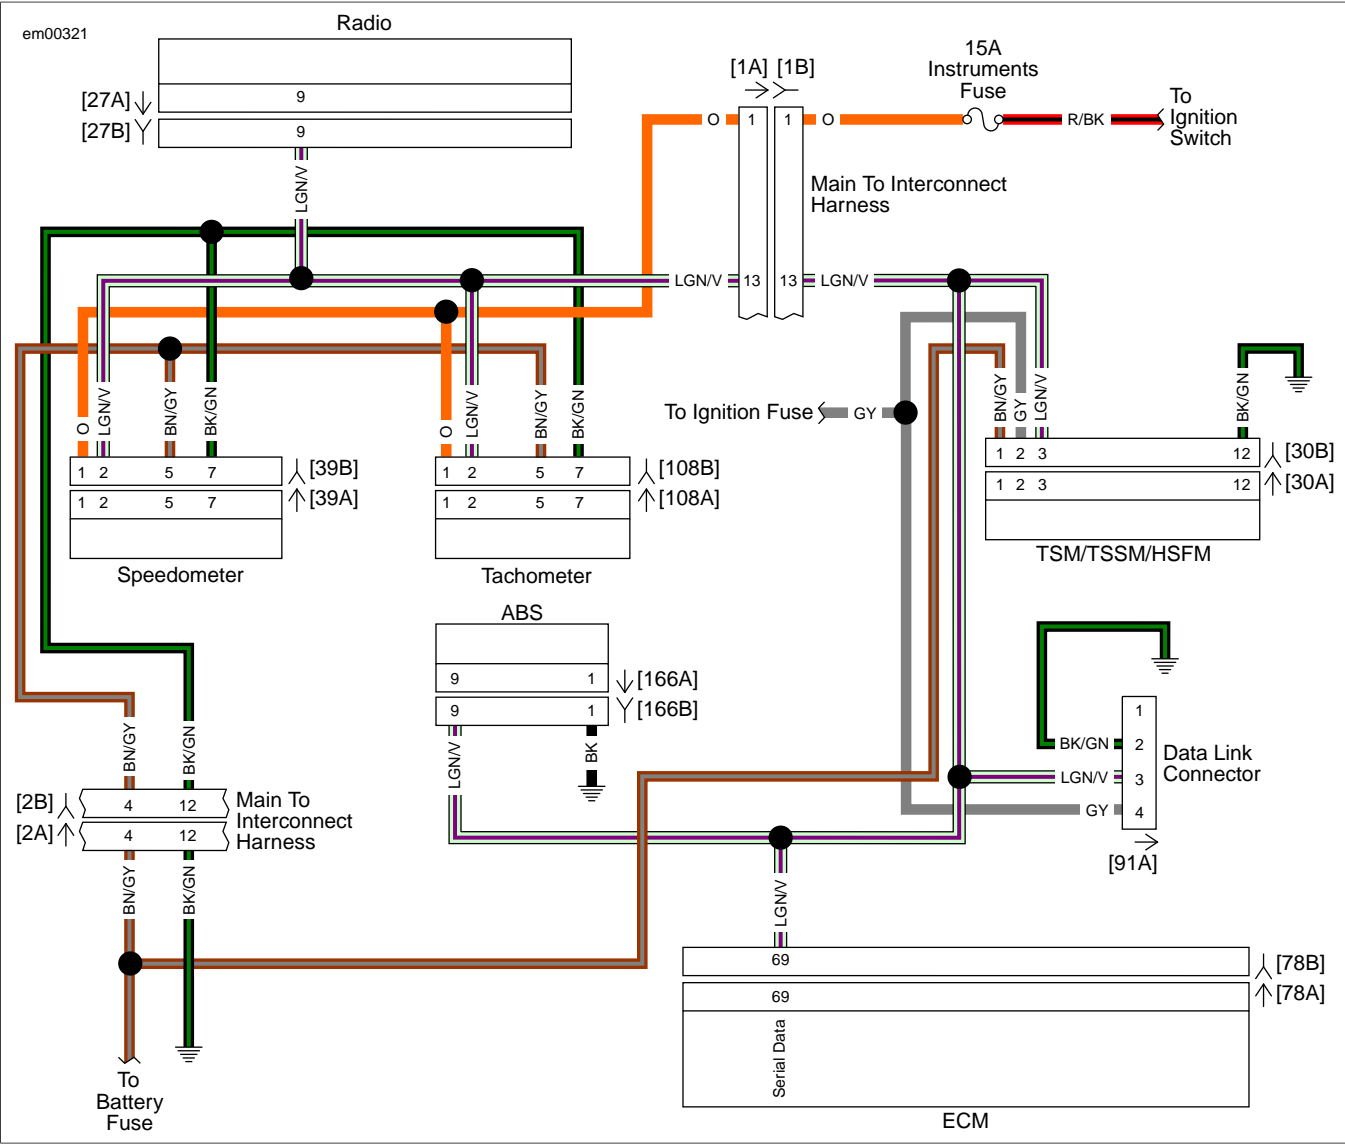 em00321
Radio
[27A]
9
[27B]
9
LGN/V
[1A] [1B]
15A
Instruments
Fuse
O
1
1
O
R/BK
To
Ignition
Switch
Main To Interconnect
Harness
LGN/V
13
13
LGN/V
To Ignition Fuse
GY
O
LGN/V
BN/GY
BK/GN
O
LGN/V
BN/GY
BK/GN
BN/GY
GY
LGN/V
BK/GN
1 2 5 7
[39B]
1 2 5 7
[39A]
Speedometer
1 2 5 7
[108B]
1 2 5 7
[108A]
Tachometer
1 2 3 12
[30B]
1 2 3 12
[30A]
TSM/TSSM/HSFM
ABS
9 1
[166A]
9 1
[166B]
LGN/V
BK
BN/GY
BK/GN
[2B]
4 12
[2A]
4 12
Main To
Interconnect
Harness
BN/GY
BK/GN
To
Battery
Fuse
1
BK/GN
2
LGN/V
3
GY
4
Data Link
Connector
[91A]
LGN/V
69
[78B]
69
[78A]
Serial Data
ECM